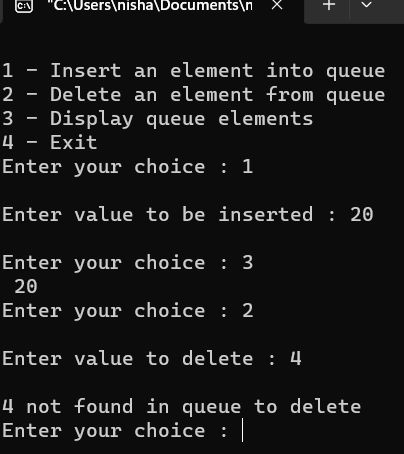 "C:\Users\nisha\Documents\n
1 - Insert an element into queue
2 - Delete an element from queue
3 - Display queue elements
4 - Exit
Enter your choice : 1
Enter value to be inserted : 20
Enter your choice : 3
20
Enter your choice : 2
Enter value to delete : 4
4 not found in queue to delete
Enter your choice :